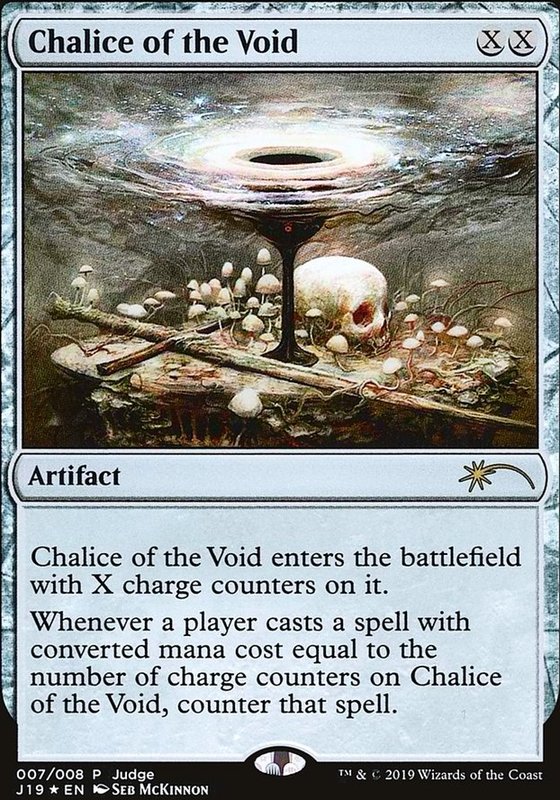 Chalice of the Void XX
Artifact
Chalice of the Void enters the battlefield
with X charge counters on it.
Whenever a player casts a spell with
converted mana cost equal to the
number of charge counters on Chalice
of the Void, counter that spell.
007/008 P Judge
J19 ★ EN Seb McKinnon
™ & © 2019 Wizards of the Coast